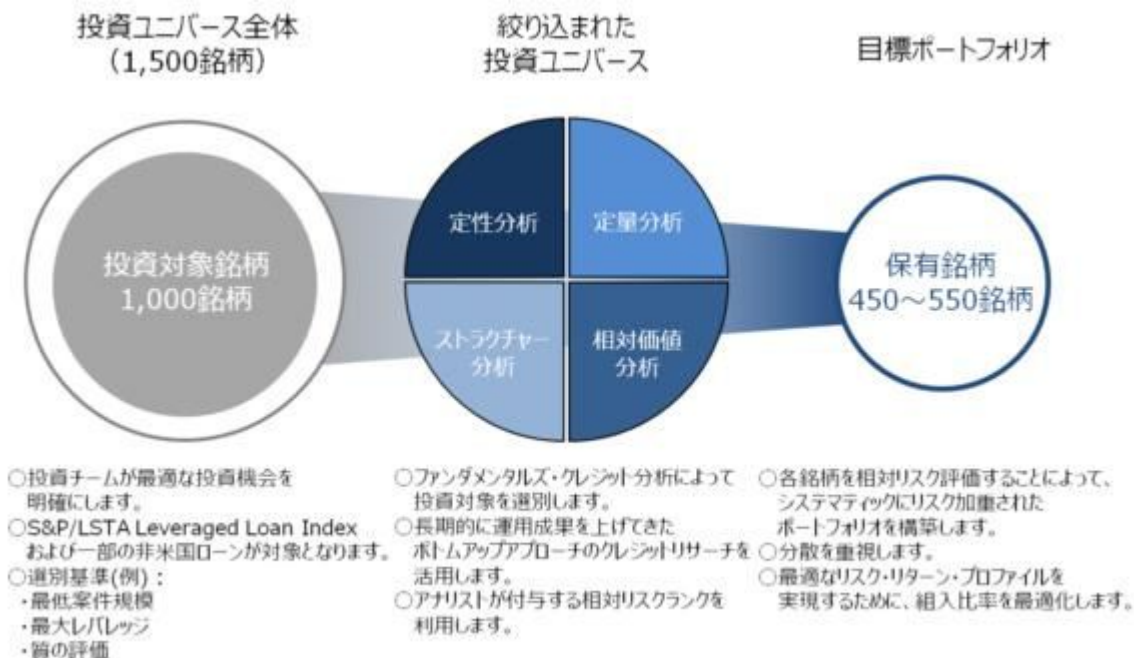 投資ユニバース全体
（1,500銘柄）
絞り込まれた
投資ユニバース
目標ポートフォリオ
投資対象銘柄
1,000銘柄
定性分析
定量分析
ストラクチャー
分析
相対価値
分析
保有銘柄
450～550銘柄
○投資チームが最適な投資機会を
明確にします。
○S&P/LSTA Leveraged Loan Index
および一部の非米国ローンが対象となります。
○選別基準(例)：
・最低案件規模
・最大レバレッジ
・質の評価
○ファンダメンタルズ・クレジット分析によって
投資対象を選別します。
○長期的に運用成果を上げてきた
ボトムアップアプローチのクレジットリサーチを
活用します。
○アナリストが付与する相対リスクランクを
利用します。
○各銘柄を相対リスク評価することによって、
システマティックにリスク加重された
ポートフォリオを構築します。
○分散を重視します。
○最適なリスク・リターン・プロファイルを
実現するために、組入比率を最適化します。